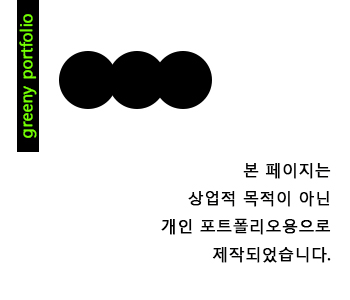 greeny portfolio
본 페이지는
상업적 목적이 아닌
개인 포트폴리오용으로
제작되었습니다.